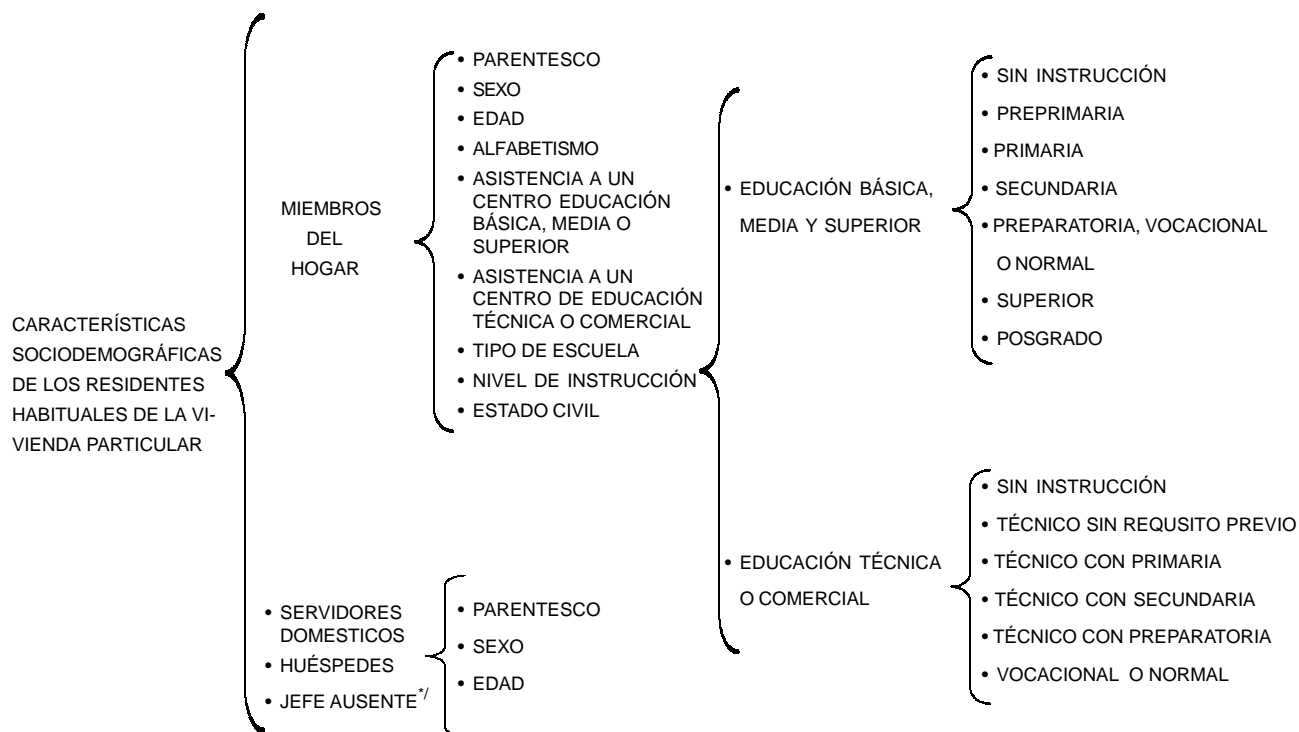 CARACTERÍSTICAS
SOCIODEMOGRÁFICAS
DE LOS RESIDENTES
HABITUALES DE LA VI-
VIENDA PARTICULAR
MIEMBROS
DEL
HOGAR
• PARENTESCO
• SEXO
• EDAD
• ALFABETISMO
• ASISTENCIA A UN
CENTRO EDUCACIÓN
BÁSICA, MEDIA O
SUPERIOR
• ASISTENCIA A UN
CENTRO DE EDUCACIÓN
TÉCNICA O COMERCIAL
• TIPO DE ESCUELA
• NIVEL DE INSTRUCCIÓN
• ESTADO CIVIL
• EDUCACIÓN BÁSICA,
MEDIA Y SUPERIOR
• SIN INSTRUCCIÓN
• PREPRIMARIA
• PRIMARIA
• SECUNDARIA
• PREPARATORIA, VOCACIONAL
O NORMAL
• SUPERIOR
• POSGRADO
• EDUCACIÓN TÉCNICA
O COMERCIAL
• SIN INSTRUCCIÓN
• TÉCNICO SIN REQUSITO PREVIO
• TÉCNICO CON PRIMARIA
• TÉCNICO CON SECUNDARIA
• TÉCNICO CON PREPARATORIA
• VOCACIONAL O NORMAL
• SERVIDORES
DOMESTICOS
• HUÉSPEDES
• JEFE AUSENTE*/
• PARENTESCO
• SEXO
• EDAD